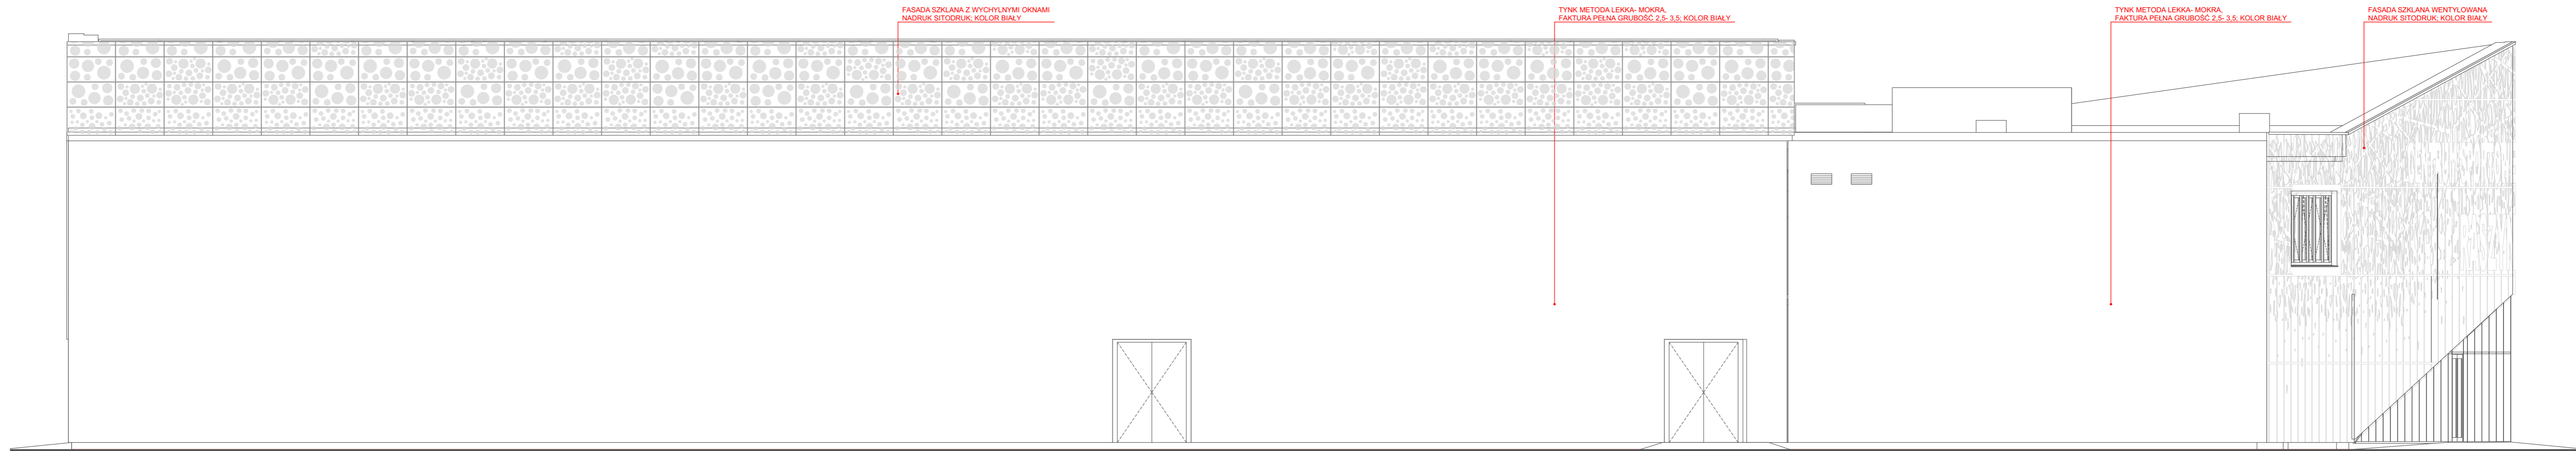 FASADA SZKLANA Z WYCHYLNYMI OKNAMI
NADRUK SITODRUK; KOLOR BIAŁY
TYNK METODA LEKKA- MOKRA,
FAKTURA PEŁNA GRUBOŚĆ 2,5- 3,5; KOLOR BIAŁY
TYNK METODA LEKKA- MOKRA,
FAKTURA PEŁNA GRUBOŚĆ 2,5- 3,5; KOLOR BIAŁY
FASADA SZKLANA WENTYLOWANA
NADRUK SITODRUK; KOLOR BIAŁY